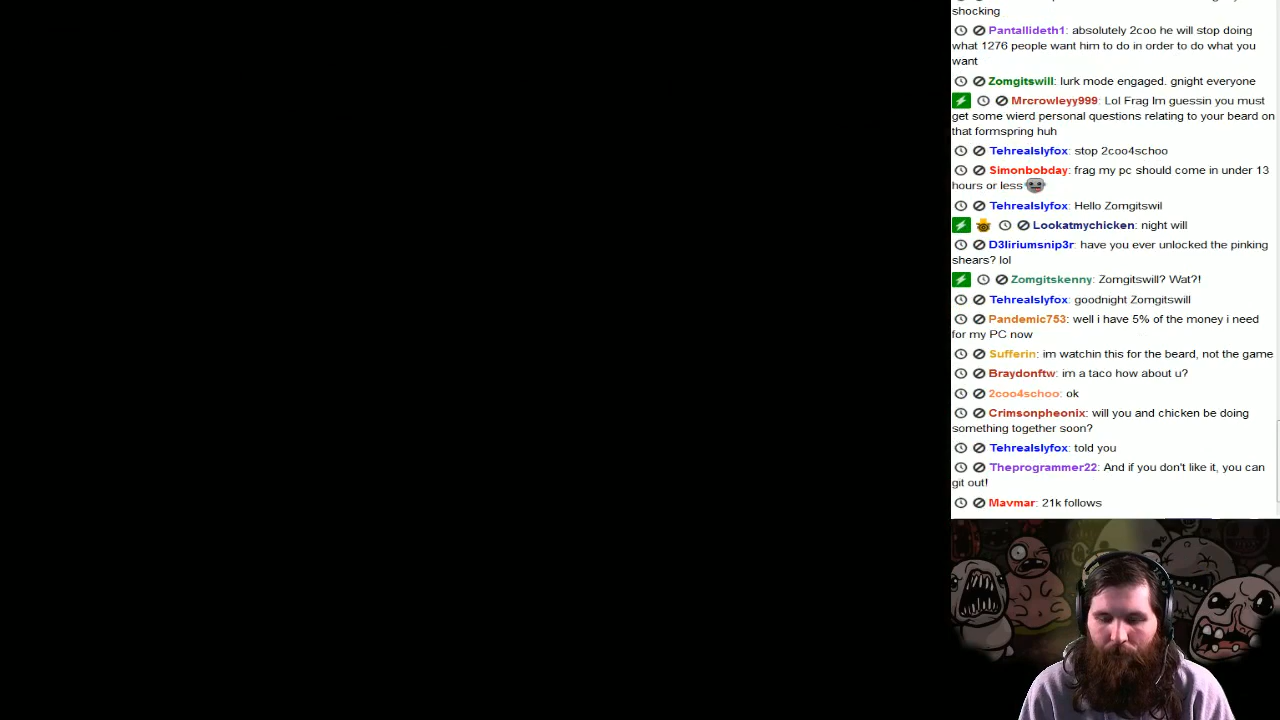 shocking
Pantallideth1: absolutely 2coo he will stop doing
what 1276 people want him to do in order to do what you
want
Zomgitswill: lurk mode engaged. gnight everyone
Mrcrowleyy999: Lol Frag Im guessin you must
get some wierd personal questions relating to your beard on
that formspring huh
Tehrealslyfox: stop 2coo4schoo
Simonbobday: frag my pc should come in under 13
hours or less
Tehrealslyfox: Hello Zomgitswil
Lookatmychicken: night will
D3liriumsnip3r: have you ever unlocked the pinking
shears? lol
Zomgitskenny: Zomgitswill? Wat?!
Tehrealslyfox: goodnight Zomgitswill
Pandemic753: well i have 5% of the money i need
for my PC now
Sufferin: im watchin this for the beard, not the game
Braydonftw: im a taco how about u?
2coo4schoo: ok
Crimsonpheonix: will you and chicken be doing
something together soon?
Tehrealslyfox: told you
Theprogrammer22: And if you don't like it, you can
git out!
Mavmar: 21k follows